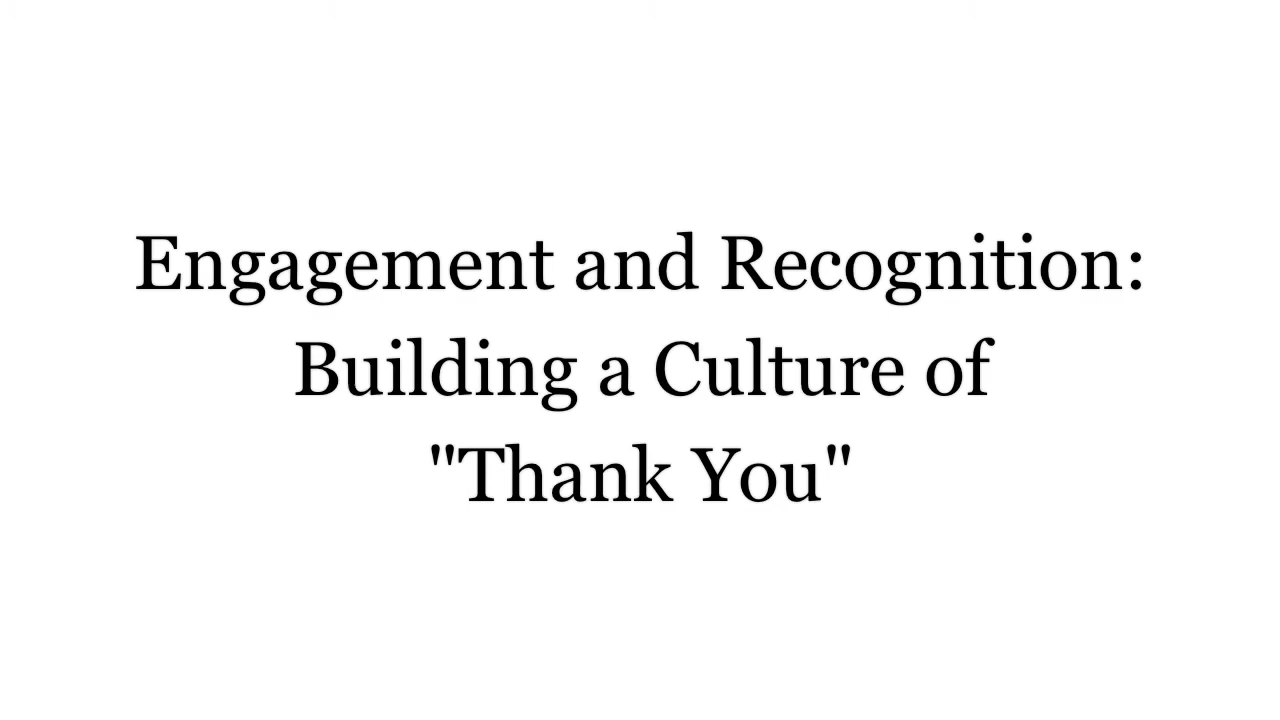 Engagement and Recognition:
Building a Culture of
"Thank You"